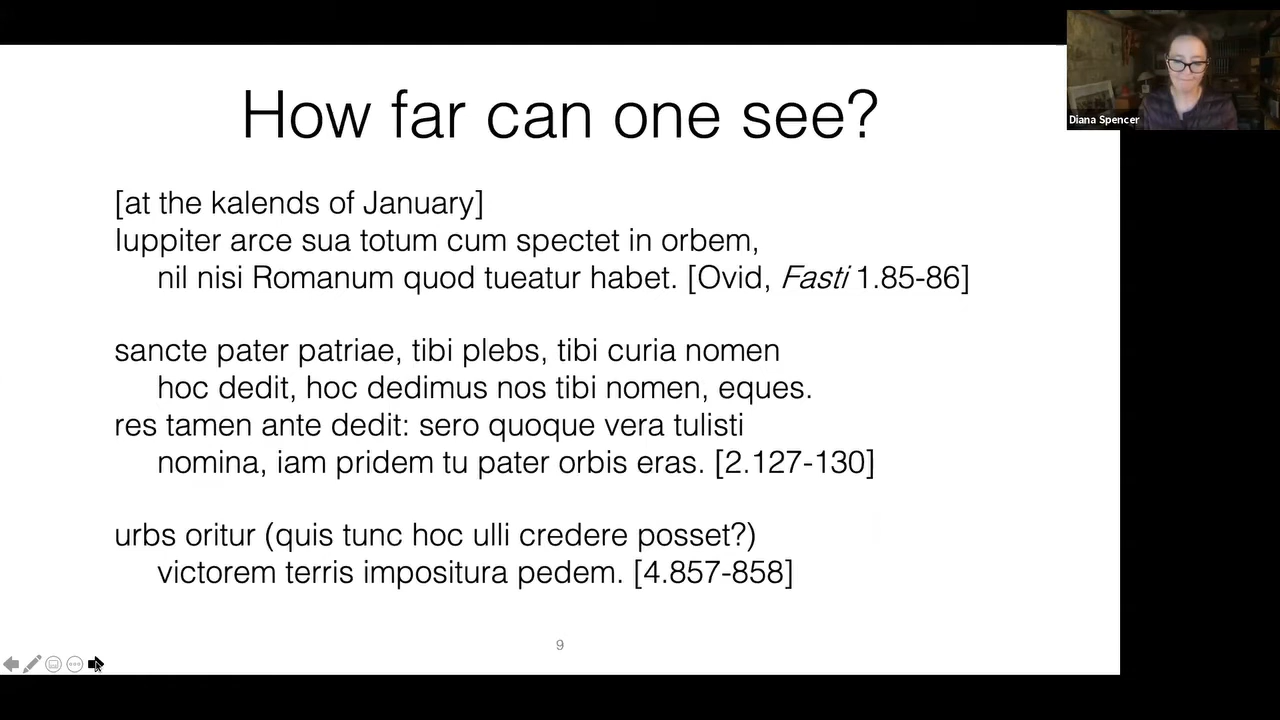 How far can one see?
Diana Spencer
[at the kalends of January]
Iuppiter arce sua totum cum spectet in orbem,
nil nisi Romanum quod tueatur habet. [Ovid, Fasti 1.85-86]
sancte pater patriae, tibi plebs, tibi curia nomen
hoc dedit, hoc dedimus nos tibi nomen, eques.
res tamen ante dedit: sero quoque vera tulisti
nomina, iam pridem tu pater orbis eras. [2.127-130]
urbs oritur (quis tunc hoc ulli credere posset?)
victorem terris impositura pedem. [4.857-858]
9